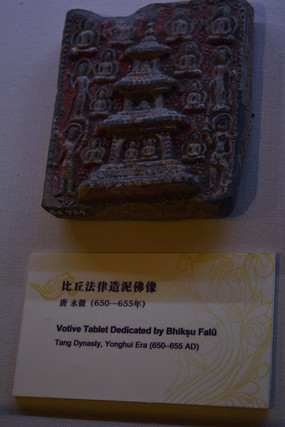 比丘法律造泥佛像
唐 永徽（650—655年）
Votive Tablet Dedicated by Bhikṣu Falü
Tang Dynasty, Yonghui Era (650–655 AD)